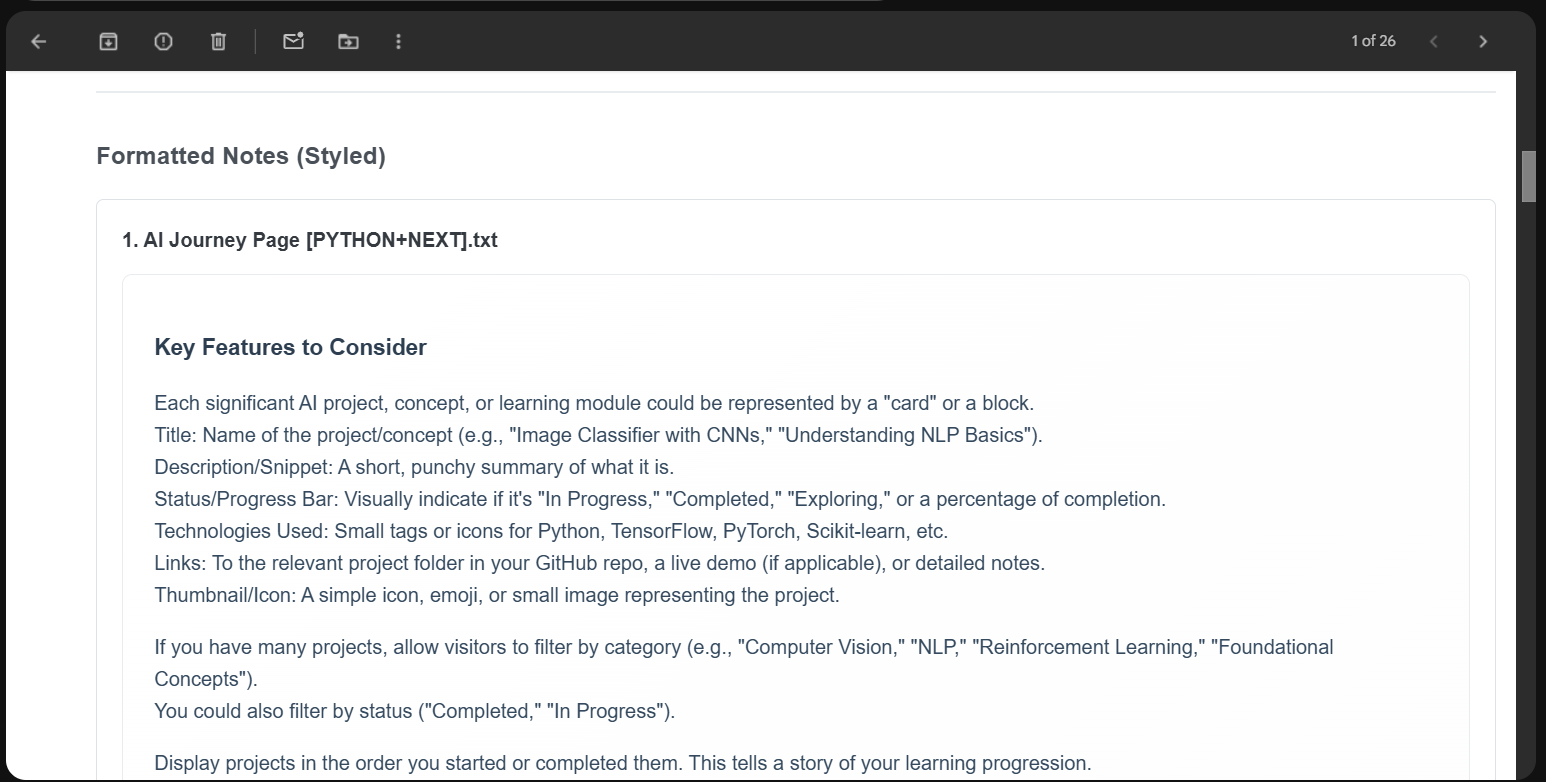 1 of 26
Formatted Notes (Styled)
1. AI Journey Page [PYTHON+NEXT].txt
Key Features to Consider
Each significant AI project, concept, or learning module could be represented by a "card" or a block.
Title: Name of the project/concept (e.g., "Image Classifier with CNNs," "Understanding NLP Basics").
Description/Snippet: A short, punchy summary of what it is.
Status/Progress Bar: Visually indicate if it's "In Progress," "Completed," "Exploring," or a percentage of completion.
Technologies Used: Small tags or icons for Python, TensorFlow, PyTorch, Scikit-learn, etc.
Links: To the relevant project folder in your GitHub repo, a live demo (if applicable), or detailed notes.
Thumbnail/Icon: A simple icon, emoji, or small image representing the project.
If you have many projects, allow visitors to filter by category (e.g., "Computer Vision," "NLP," "Reinforcement Learning," "Foundational
Concepts").
You could also filter by status ("Completed," "In Progress").
Display projects in the order you started or completed them. This tells a story of your learning progression.